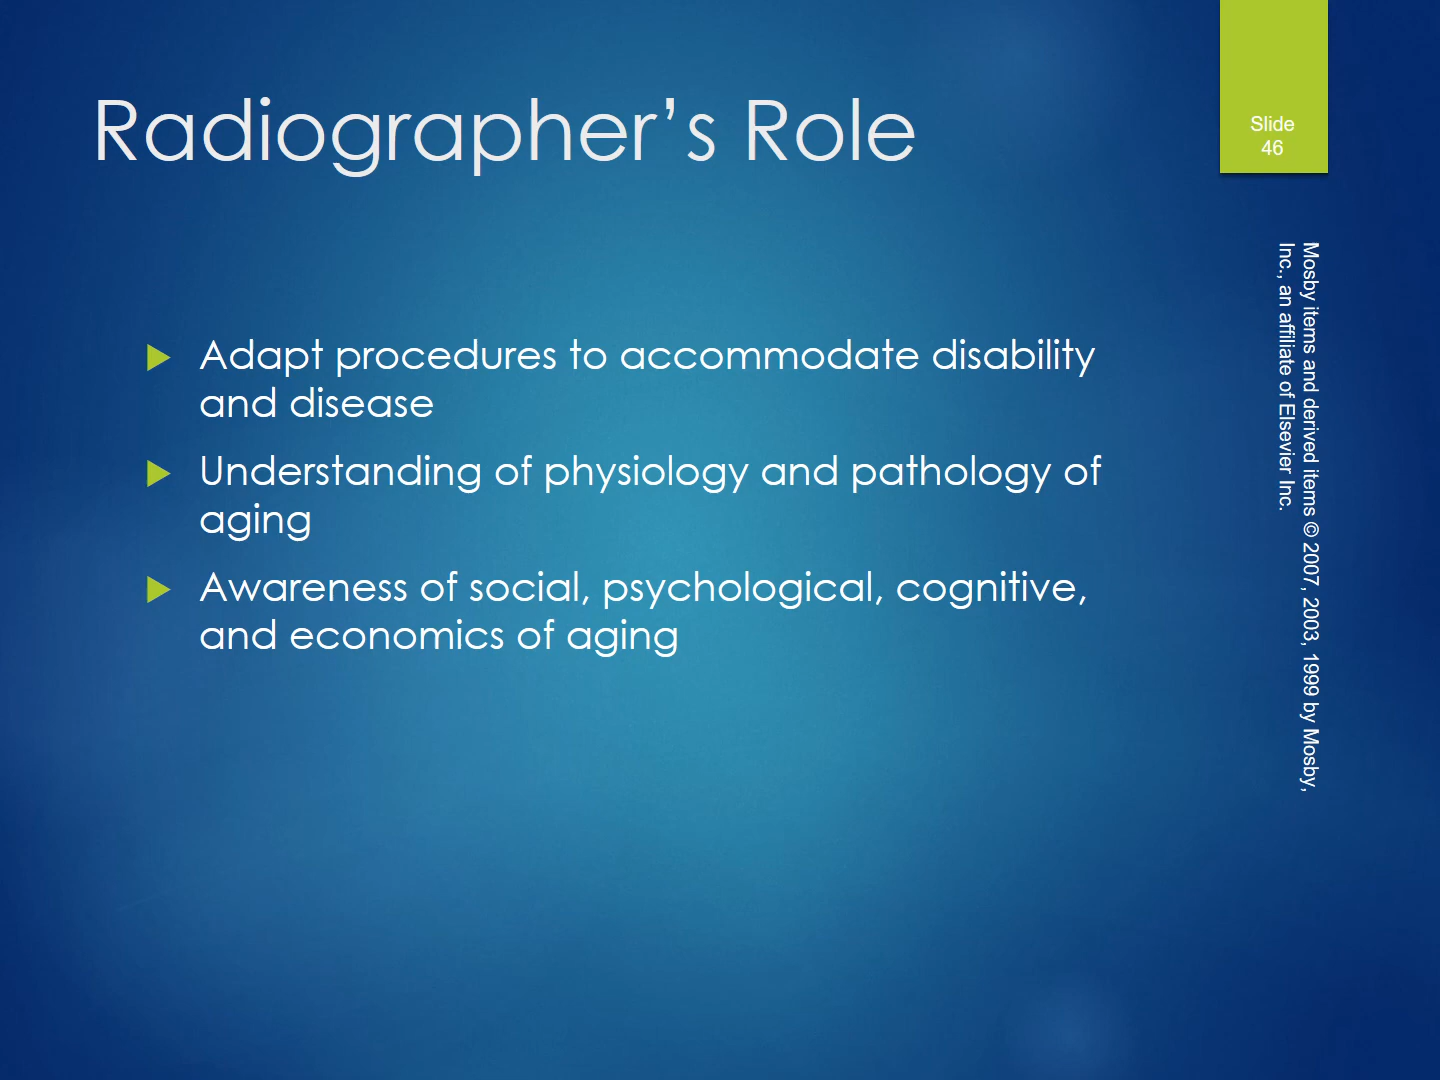 Radiographer’s Role
Slide
46
Adapt procedures to accommodate disability
and disease
Understanding of physiology and pathology of
aging
Awareness of social, psychological, cognitive,
and economics of aging
Mosby items and derived items © 2007, 2003, 1999 by Mosby,
Inc., an affiliate of Elsevier Inc.